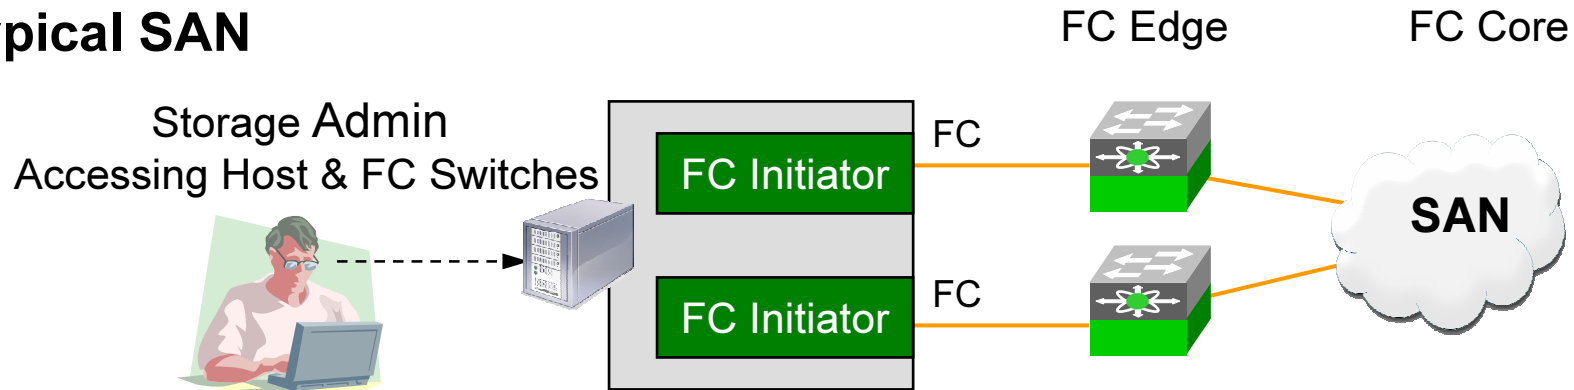 pical SAN
FC Edge
FC Core
Storage Admin
Accessing Host & FC Switches
FC Initiator
FC
SAN
FC Initiator
FC